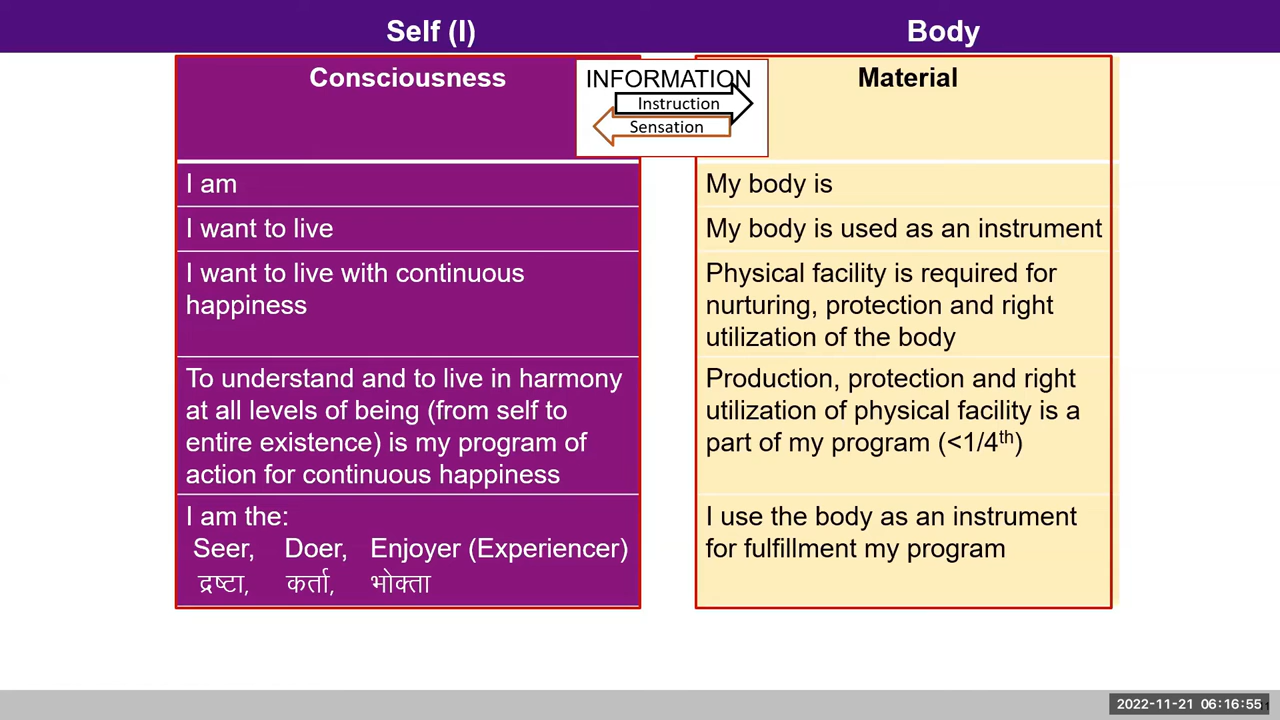 Self (I)
Body
Consciousness
INFORMATION
Instruction
Sensation
Material
I am
My body is
I want to live
My body is used as an instrument
I want to live with continuous
happiness
Physical facility is required for
nurturing, protection and right
utilization of the body
To understand and to live in harmony
at all levels of being (from self to
entire existence) is my program of
action for continuous happiness
Production, protection and right
utilization of physical facility is a
part of my program (<1/4th)
I am the:
Seer, Doer, Enjoyer (Experiencer)
द्रष्टा, कर्ता, भोक्ता
I use the body as an instrument
for fulfillment my program
2022-11-21 06:16:55